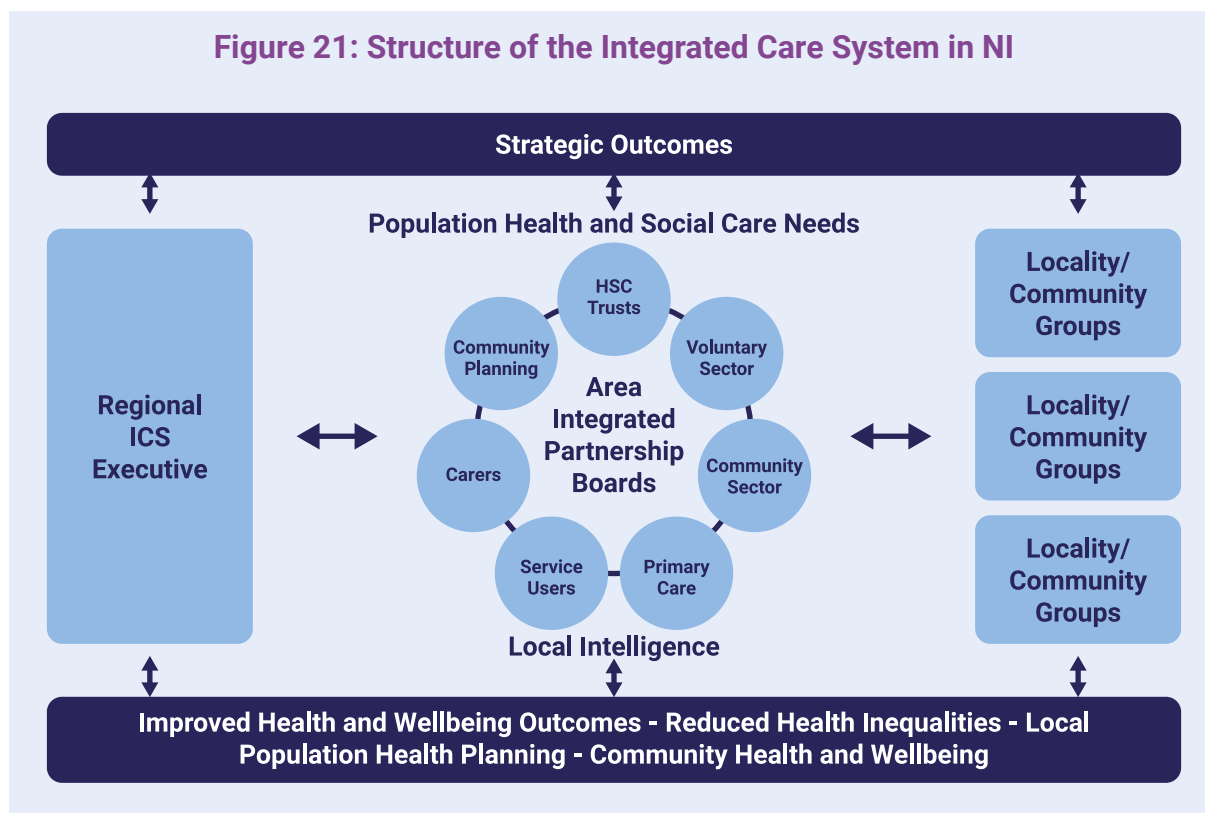 Figure 21: Structure of the Integrated Care System in NI
Strategic Outcomes
Population Health and Social Care Needs
Regional
ICS
Executive
HSC
Trusts
Voluntary
Sector
Community
Sector
Primary
Care
Service
Users
Carers
Community
Planning
Area
Integrated
Partnership
Boards
Local Intelligence
Locality/
Community
Groups
Locality/
Community
Groups
Locality/
Community
Groups
Improved Health and Wellbeing Outcomes - Reduced Health Inequalities - Local
Population Health Planning - Community Health and Wellbeing